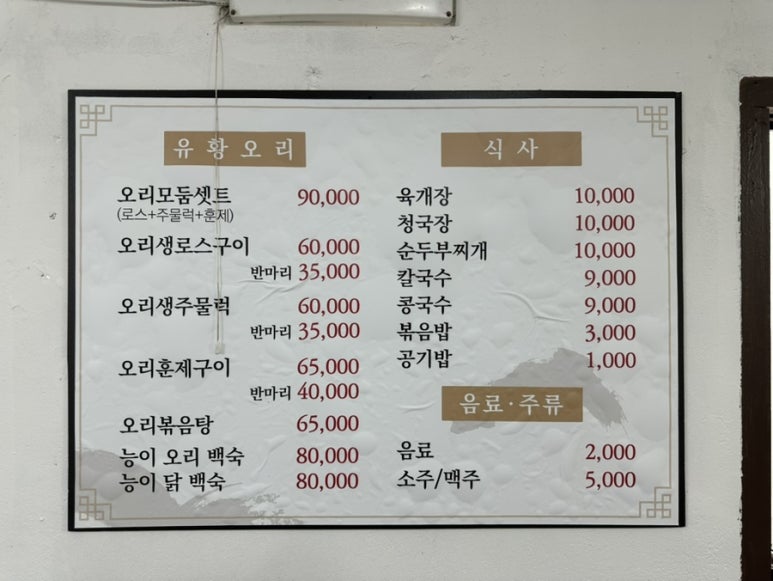 유황오리
오리모둠셋트 90,000
(로스+주물럭+훈제)
오리생로스구이 60,000
반마리 35,000
오리생주물럭 60,000
반마리 35,000
오리훈제구이 65,000
반마리 40,000
오리볶음탕 65,000
능이 오리 백숙 80,000
능이 닭 백숙 80,000
식사
육개장 10,000
청국장 10,000
순두부찌개 10,000
칼국수 9,000
콩국수 9,000
볶음밥 3,000
공기밥 1,000
음료·주류
음료 2,000
소주/맥주 5,000